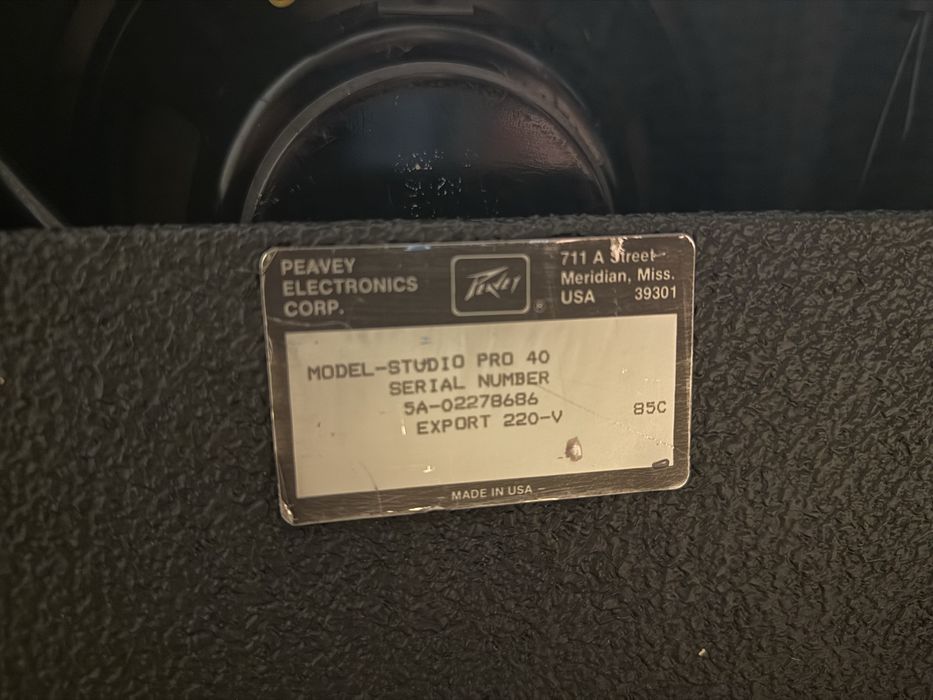 PEAVEY
ELECTRONICS
CORP.
PEAVEY
®
711 A Street
Meridian, Miss.
USA 39301
MODEL-STUDIO PRO 40
SERIAL NUMBER
5A-02278686
EXPORT 220-V
85C
MADE IN USA